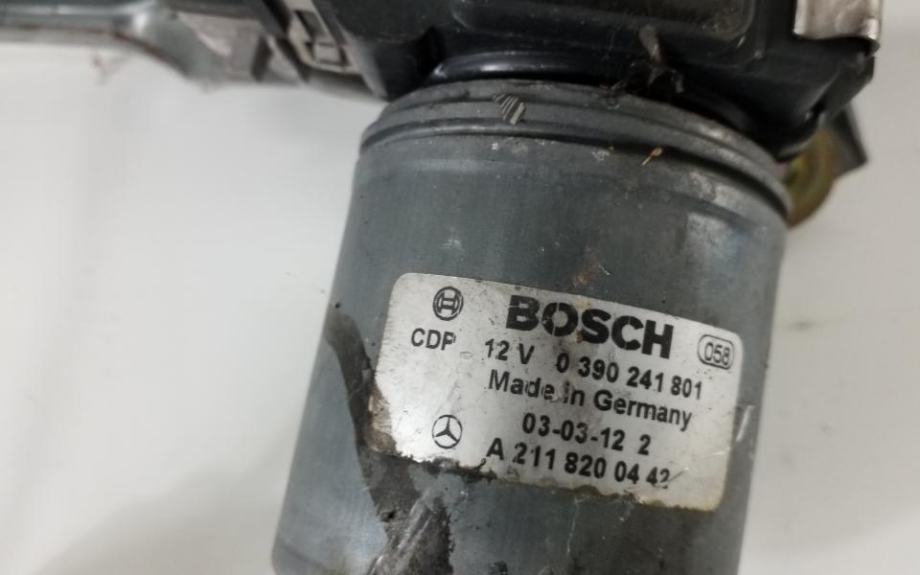 BOSCH
058
CDP 12 V 0 390 241 801
Made in Germany
03-03-12 2
A 211 820 04 42